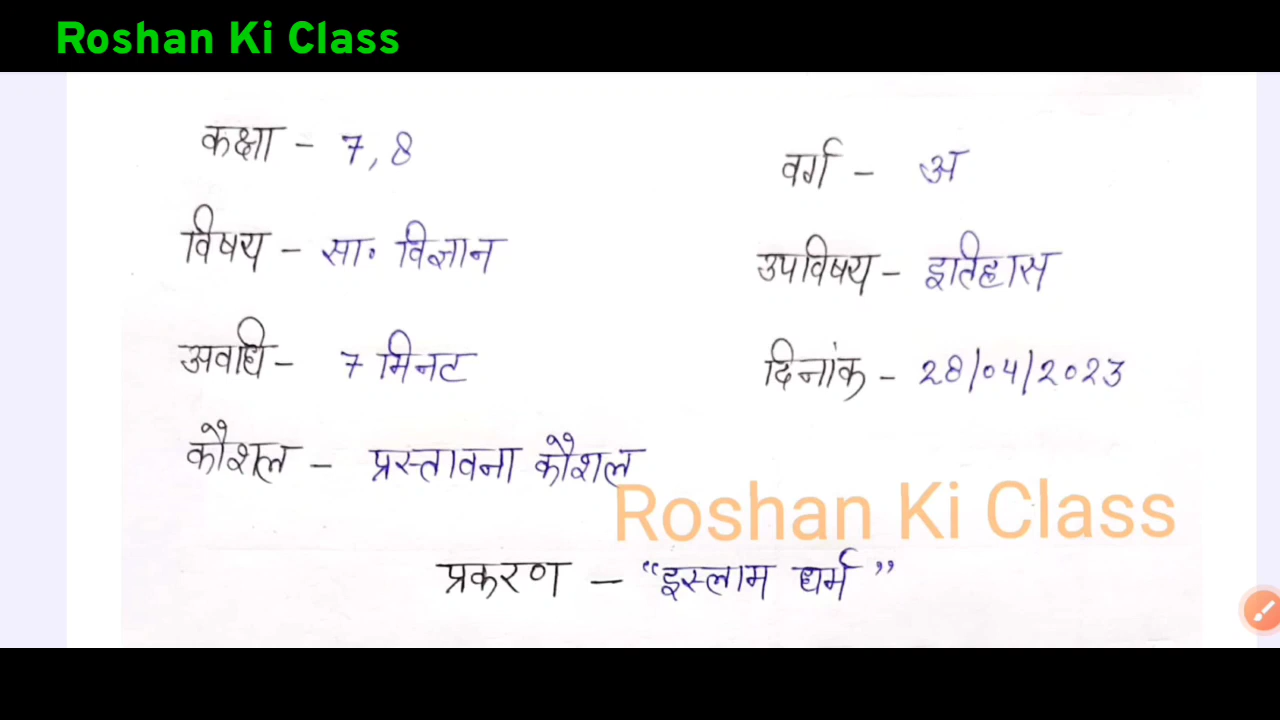 Roshan Ki Class
कक्षा - 7, 8
वर्ग - अ
विषय - सा. विज्ञान
उपविषय - इतिहास
अवधि - 7 मिनट
दिनांक - 28/04/2023
कौशल - प्रस्तावना कौशल
Roshan Ki Class
प्रकरण - “इस्लाम धर्म”